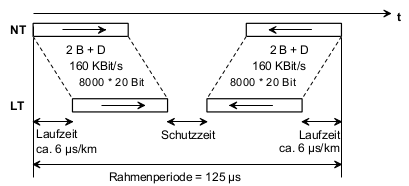 t
NT
2 B + D
160 KBit/s
8000 * 20 Bit
2 B + D
160 KBit/s
8000 * 20 Bit
LT
Laufzeit
ca. 6 µs/km
Schutzzeit
Laufzeit
ca. 6 µs/km
Rahmenperiode = 125 µs